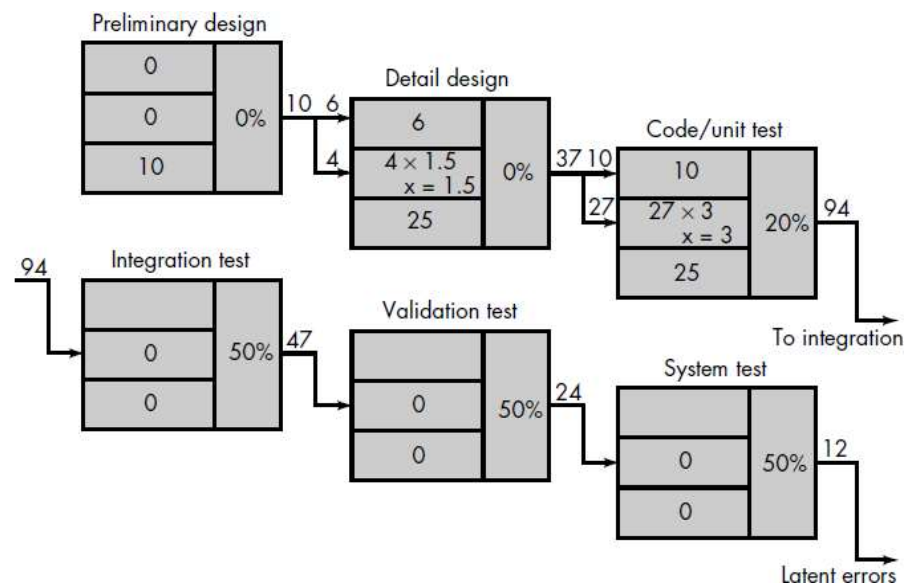 Preliminary design
0
0
10
0%
10 6
4
Detail design
6
4 × 1.5
x = 1.5
25
0%
37 10
27
Code/unit test
10
27 × 3
x = 3
25
20%
94
To integration
94
Integration test
0
0
50%
47
Validation test
0
0
50%
24
System test
0
0
50%
12
Latent errors